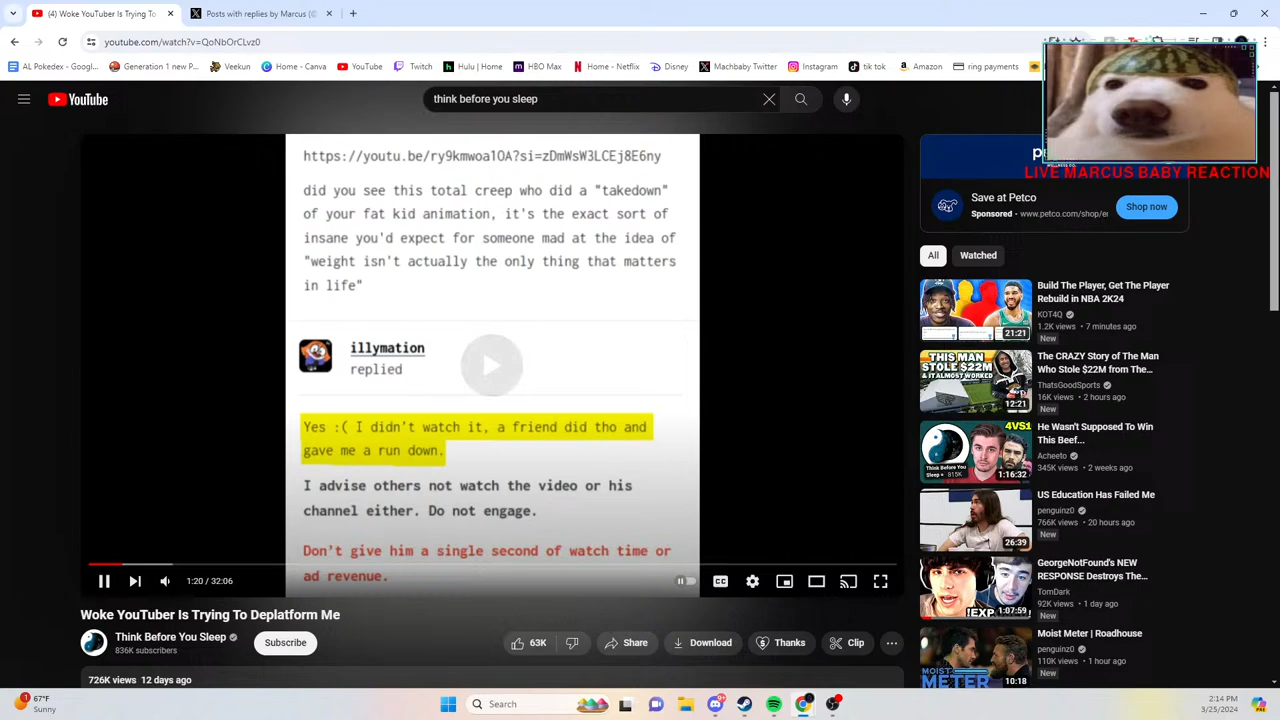 (4) Woke YouTuber Is Trying To
Posts with replies by Marcus (
youtube.com/watch?v=QoNbOrCLvz0
AL Pokedex - Googl...
Generation 1 new P...
Veekun
Home - Canva
YouTube
Twitch
HBO Max
Home - Netflix
Disney
Machbaby Twitter
Instagram
tik tok
Amazon
ring payments
YouTube
think before you sleep
LIVE MARCUS BABY REACTION
https://youtu.be/ry9kmwoa1OA?si=zDmWsW3LCEj8E6ny
did you see this total creep who did a "takedown"
of your fat kid animation, it's the exact sort of
insane you'd expect for someone mad at the idea of
"weight isn't actually the only thing that matters
in life"
illymation
replied
Yes :( I didn't watch it, a friend did tho and
gave me a run down.
channel ever. Do not engage.
Don't give him a single second of watch time or
ad revenue.
1:20 / 32:06
Woke YouTuber Is Trying To Deplatform Me
Think Before You Sleep
836K subscribers
Subscribe
63K
Share
Download
Thanks
Clip
726K views 12 days ago
Save at Petco
Sponsored · www.petco.com/shop/e
Shop now
All
Watched
Build The Player, Get The Player
Rebuild in NBA 2K24
KOT4Q
1.2K views • 7 minutes ago
New
21:21
THIS MAN
STOLE $22M
& IT ALMOST WORKED
12:21
The CRAZY Story of The Man
Who Stole $22M from The...
ThatsGoodSports
16K views • 2 hours ago
New
4VS1
Think Before You
Sleep
815K
1:16:32
He Wasn't Supposed To Win
This Beef...
Acheeto
345K views • 2 weeks ago
US Education Has Failed Me
penguinz0
766K views • 20 hours ago
New
26:39
GeorgeNotFound's NEW
RESPONSE Destroys The...
TomDark
92K views • 1 day ago
New
1:07:59
Moist Meter | Roadhouse
penguinz0
110K views • 1 hour ago
New
MOIST
METER
10:18
67°F
Sunny
Search
2:14 PM
3/25/2024